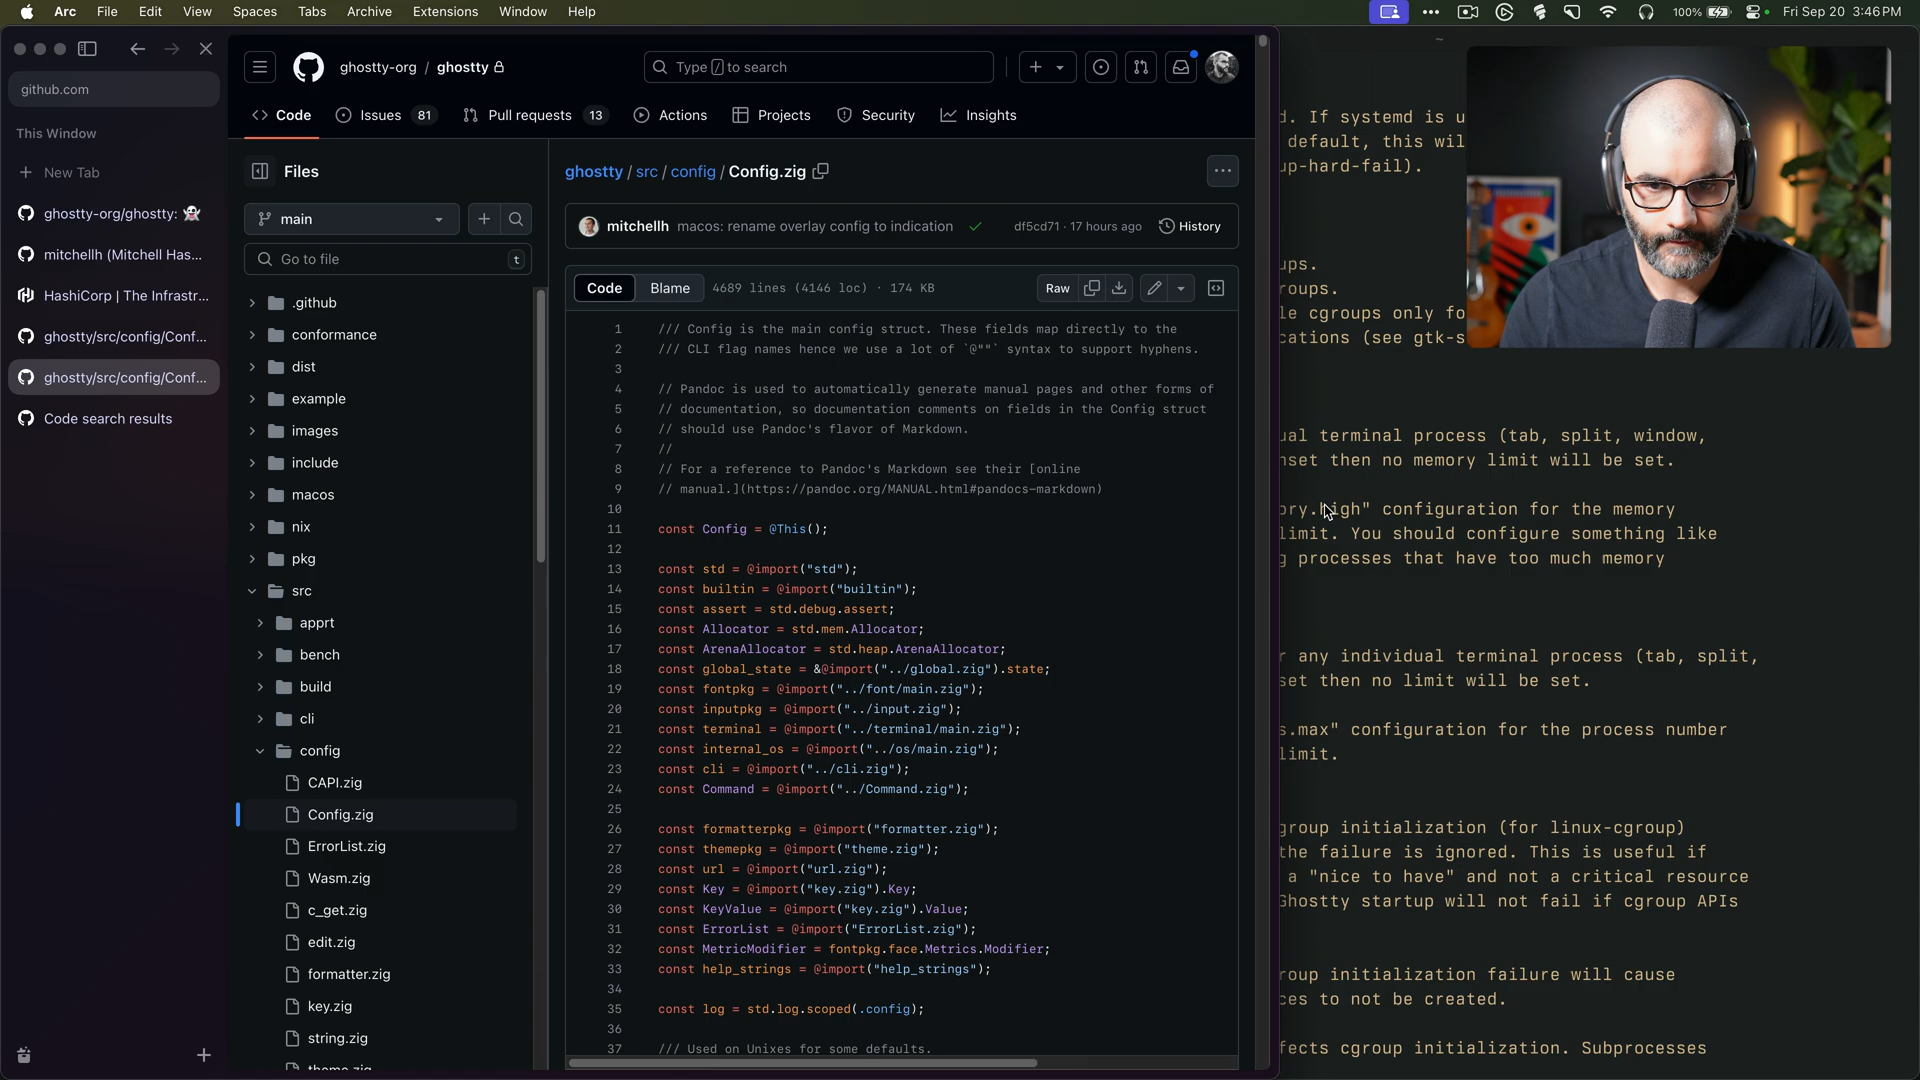 Arc File Edit View Spaces Tabs Archive Extensions Window Help
100% Fri Sep 20 3:46 PM
github.com
This Window
New Tab
ghostty-org/ghostty: 👻
mitchellh (Mitchell Has...
HashiCorp | The Infrastr...
ghostty/src/config/Conf...
ghostty/src/config/Conf...
Code search results
ghostty-org / ghostty
Type / to search
Code Issues 81 Pull requests 13 Actions Projects Security Insights
Files
main
Go to file t
.github
conformance
dist
example
images
include
macos
nix
pkg
src
apprt
bench
build
cli
config
CAPI.zig
Config.zig
ErrorList.zig
Wasm.zig
c_get.zig
edit.zig
formatter.zig
key.zig
string.zig
theme.zig
ghostty / src / config / Config.zig
mitchellh macos: rename overlay config to indication df5cd71 · 17 hours ago History
Code Blame 4689 lines (4146 loc) · 174 KB Raw
1 /// Config is the main config struct. These fields map directly to the
2 /// CLI flag names hence we use a lot of `@""` syntax to support hyphens.
3
4 // Pandoc is used to automatically generate manual pages and other forms of
5 // documentation, so documentation comments on fields in the Config struct
6 // should use Pandoc's flavor of Markdown.
7 //
8 // For a reference to Pandoc's Markdown see their [online
9 // manual.](https://pandoc.org/MANUAL.html#pandocs-markdown)
10
11 const Config = @This();
12
13 const std = @import("std");
14 const builtin = @import("builtin");
15 const assert = std.debug.assert;
16 const Allocator = std.mem.Allocator;
17 const ArenaAllocator = std.heap.ArenaAllocator;
18 const global_state = &@import("../global.zig").state;
19 const fontpkg = @import("../font/main.zig");
20 const inputpkg = @import("../input.zig");
21 const terminal = @import("../terminal/main.zig");
22 const internal_os = @import("../os/main.zig");
23 const cli = @import("../cli.zig");
24 const Command = @import("../Command.zig");
25
26 const formatterpkg = @import("formatter.zig");
27 const themepkg = @import("theme.zig");
28 const url = @import("url.zig");
29 const Key = @import("key.zig").Key;
30 const KeyValue = @import("key.zig").Value;
31 const ErrorList = @import("ErrorList.zig");
32 const MetricModifier = fontpkg.face.Metrics.Modifier;
33 const help_strings = @import("help_strings");
34
35 const log = std.log.scoped(.config);
36
37 /// Used on Unixes for some defaults.
~
d. If systemd is u
default, this wil
up-hard-fail).
ups.
roups.
le cgroups only fo
cations (see gtk-s
ual terminal process (tab, split, window,
nset then no memory limit will be set.
ory.high" configuration for the memory
limit. You should configure something like
g processes that have too much memory
r any individual terminal process (tab, split,
set then no limit will be set.
s.max" configuration for the process number
limit.
group initialization (for linux-cgroup)
the failure is ignored. This is useful if
a "nice to have" and not a critical resource
Ghostty startup will not fail if cgroup APIs
roup initialization failure will cause
ces to not be created.
fects cgroup initialization. Subprocesses